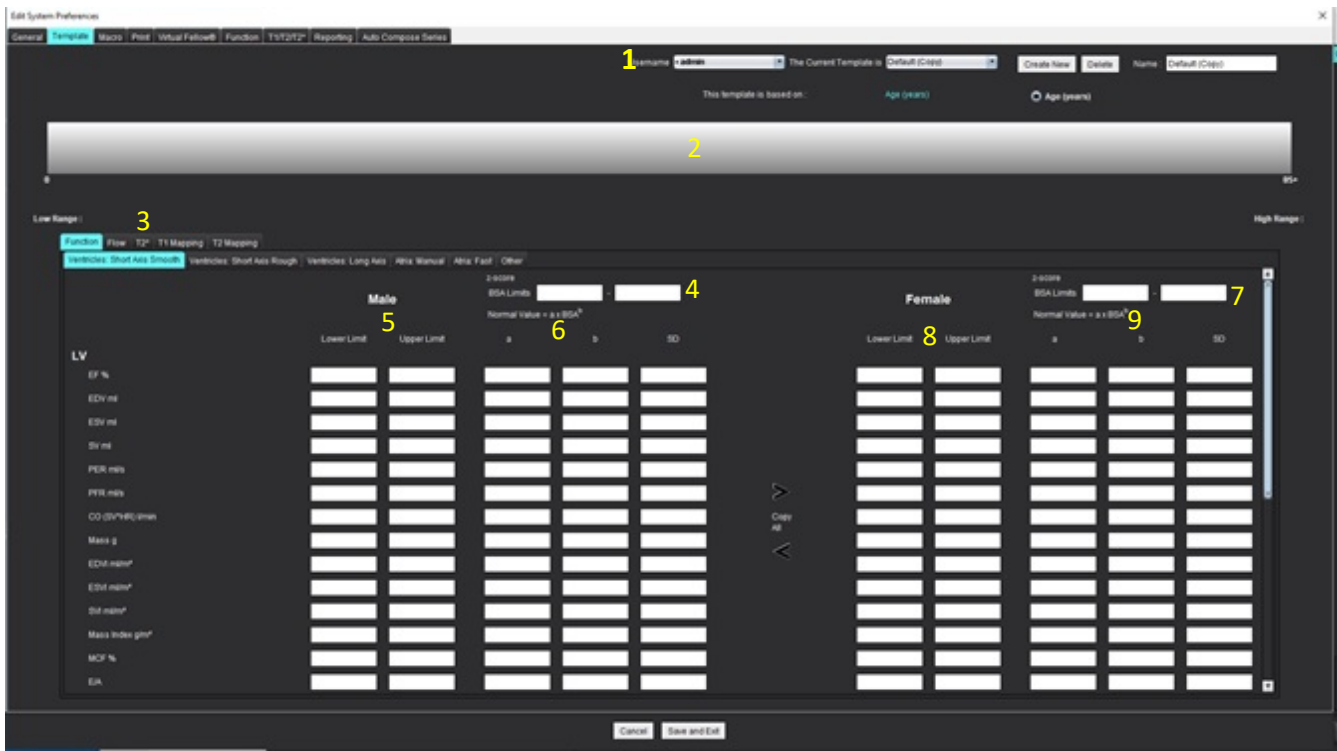 Edit System Preferences
General Template Macro Print Virtual Fellow® Function T1/T2/T2* Reporting Auto Compose Series
1
Username • admin The Current Template is Default (Copy) Create New Delete Name : Default (Copy)
This template is based on : Age (years) Age (years)
2
0 85+
Low Range : High Range :
3
Function Flow T2* T1 Mapping T2 Mapping
Ventricles: Short Axis Smooth Ventricles: Short Axis Rough Ventricles: Long Axis Atria: Manual Atria: Fast Other
z-score z-score
Male BSA Limits - 4 Female BSA Limits - 7
5 Normal Value = a x BSA^b 6 8 Normal Value = a x BSA^b 9
Lower Limit Upper Limit a b SD Lower Limit Upper Limit a b SD
LV
EF %
EDV ml
ESV ml
SV ml
PER ml/s
PFR ml/s
>
CO (SV*HR) l/min
Copy
All
Mass g
<
EDVI ml/m²
ESVI ml/m²
SVI ml/m²
Mass Index g/m²
MCF %
E/A
Cancel Save and Exit